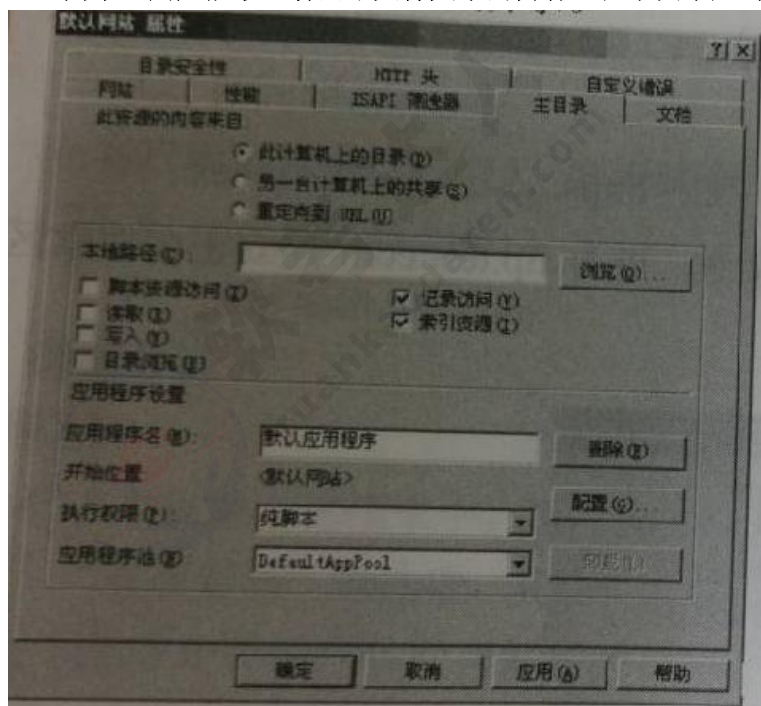 默认网站 属性
? ×
目录安全性 HTTP 头 自定义错误
网站 性能 ISAPI 筛选器 主目录 文档
此资源的内容来自
此计算机上的目录(D)
另一台计算机上的共享(S)
重定向到 URL(U)
本地路径(C): 浏览(O)...
脚本资源访问(T) 记录访问(V)
读取(R) 索引资源(I)
写入(W)
目录浏览(B)
应用程序设置
应用程序名(M): 默认应用程序 删除(E)
开始位置 <默认网站>
执行权限(P): 纯脚本 配置(G)...
应用程序池(N) DefaultAppPool 卸载(L)
确定 取消 应用(A) 帮助